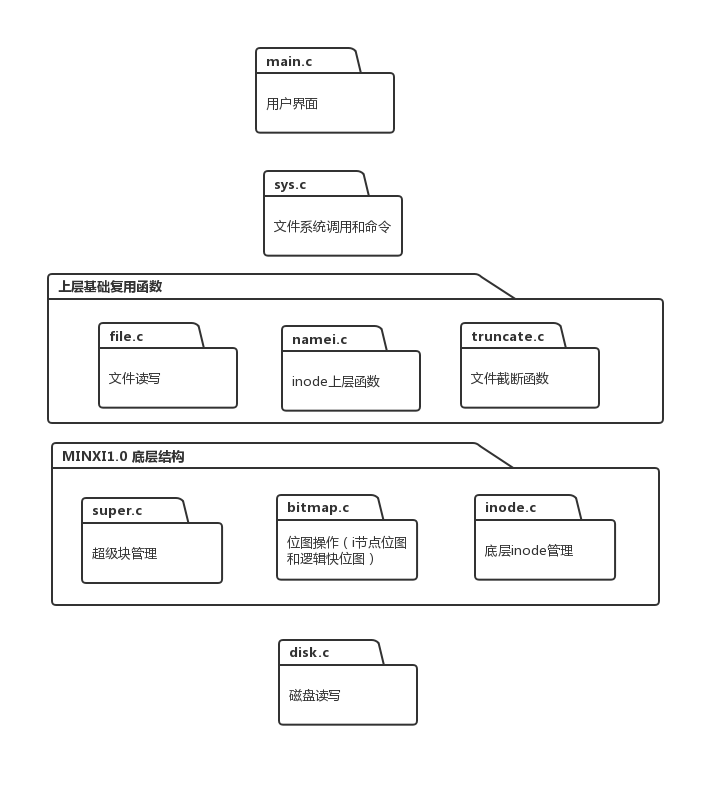 main.c
用户界面
sys.c
文件系统调用和命令
上层基础复用函数
file.c
文件读写
namei.c
inode上层函数
truncate.c
文件截断函数
MINXI1.0 底层结构
super.c
超级块管理
bitmap.c
位图操作（i节点位图
和逻辑快位图）
inode.c
底层inode管理
disk.c
磁盘读写